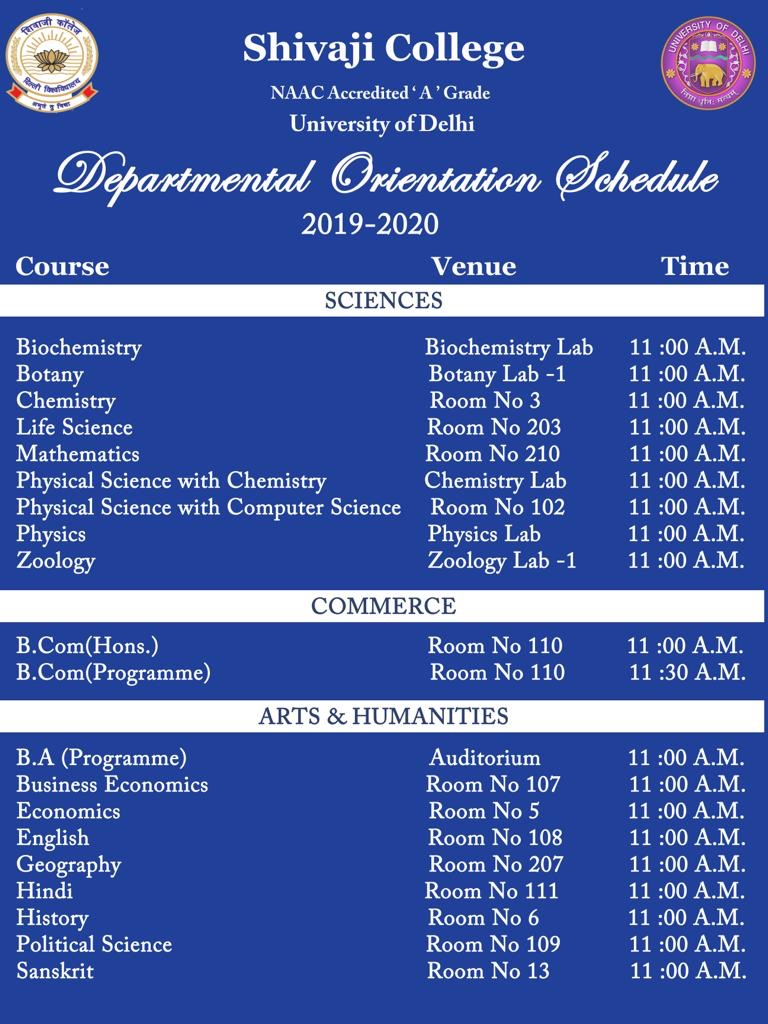 शिवाजी कॉलेज
दिल्ली विश्वविद्यालय
UNIVERSITY OF DELHI
Shivaji College
NAAC Accredited ‘ A ’ Grade
University of Delhi
Departmental Orientation Schedule
2019-2020
Course Venue Time
SCIENCES
Biochemistry Biochemistry Lab 11 :00 A.M.
Botany Botany Lab -1 11 :00 A.M.
Chemistry Room No 3 11 :00 A.M.
Life Science Room No 203 11 :00 A.M.
Mathematics Room No 210 11 :00 A.M.
Physical Science with Chemistry Chemistry Lab 11 :00 A.M.
Physical Science with Computer Science Room No 102 11 :00 A.M.
Physics Physics Lab 11 :00 A.M.
Zoology Zoology Lab -1 11 :00 A.M.
COMMERCE
B.Com(Hons.) Room No 110 11 :00 A.M.
B.Com(Programme) Room No 110 11 :30 A.M.
ARTS & HUMANITIES
B.A (Programme) Auditorium 11 :00 A.M.
Business Economics Room No 107 11 :00 A.M.
Economics Room No 5 11 :00 A.M.
English Room No 108 11 :00 A.M.
Geography Room No 207 11 :00 A.M.
Hindi Room No 111 11 :00 A.M.
History Room No 6 11 :00 A.M.
Political Science Room No 109 11 :00 A.M.
Sanskrit Room No 13 11 :00 A.M.